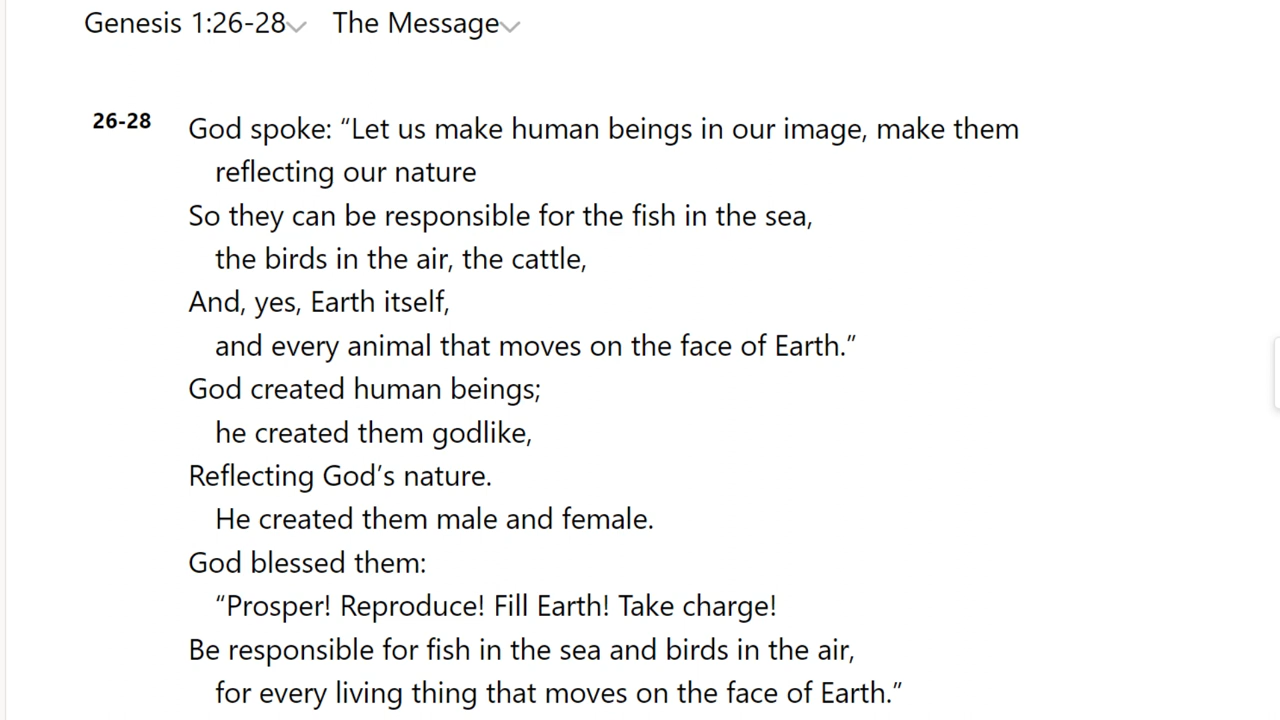 Genesis 1:26-28 The Message
26-28 God spoke: “Let us make human beings in our image, make them
reflecting our nature
So they can be responsible for the fish in the sea,
the birds in the air, the cattle,
And, yes, Earth itself,
and every animal that moves on the face of Earth.”
God created human beings;
he created them godlike,
Reflecting God’s nature.
He created them male and female.
God blessed them:
“Prosper! Reproduce! Fill Earth! Take charge!
Be responsible for fish in the sea and birds in the air,
for every living thing that moves on the face of Earth.”